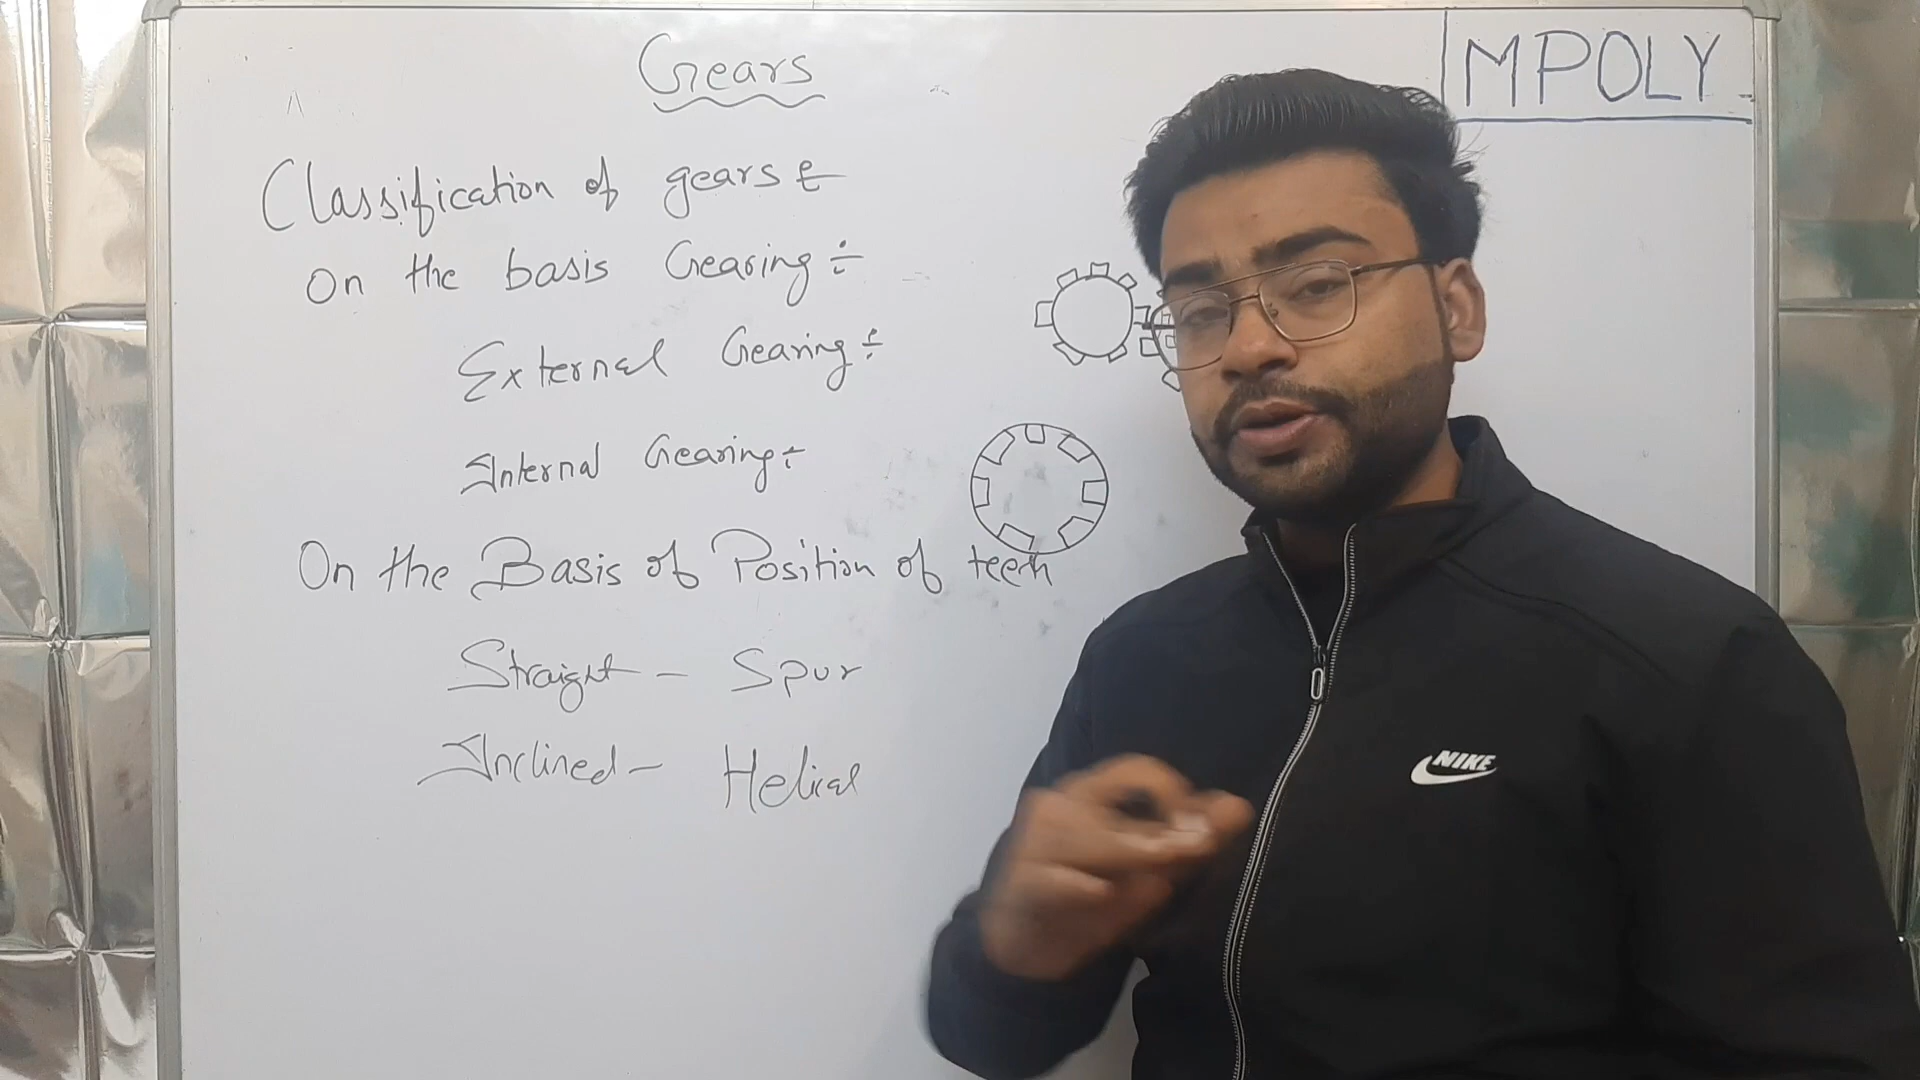 Gears
MPOLY
Classification of gears :-
on the basis Gearing :-
External Gearing :-
Internal Gearing :-
On the Basis of Position of teeth
Straight - Spur
Inclined - Helical
NIKE